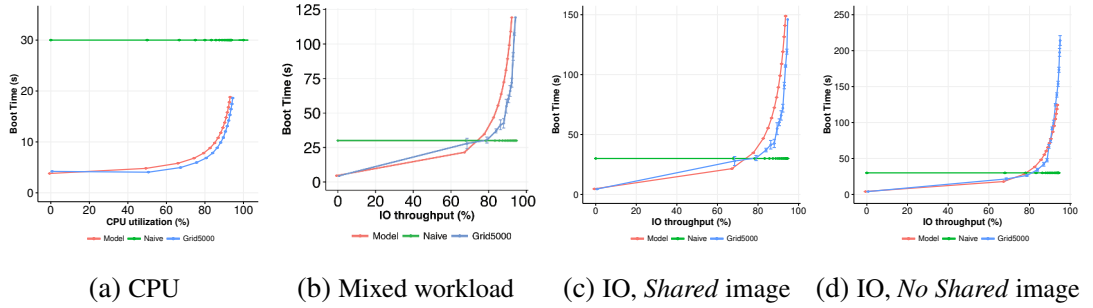 30
20
10
0
Boot Time (s)
0 20 40 60 80 100
CPU utilization (%)
Model Naive Grid5000
(a) CPU
125
100
75
50
25
0
Boot Time (s)
0 20 40 60 80 100
IO throughput (%)
Model Naive Grid5000
(b) Mixed workload
150
100
50
0
Boot Time (s)
0 20 40 60 80 100
IO throughput (%)
Model Naive Grid5000
(c) IO, Shared image
250
200
150
100
50
0
Boot Time (s)
0 20 40 60 80 100
IO throughput (%)
Model Naive Grid5000
(d) IO, No Shared image